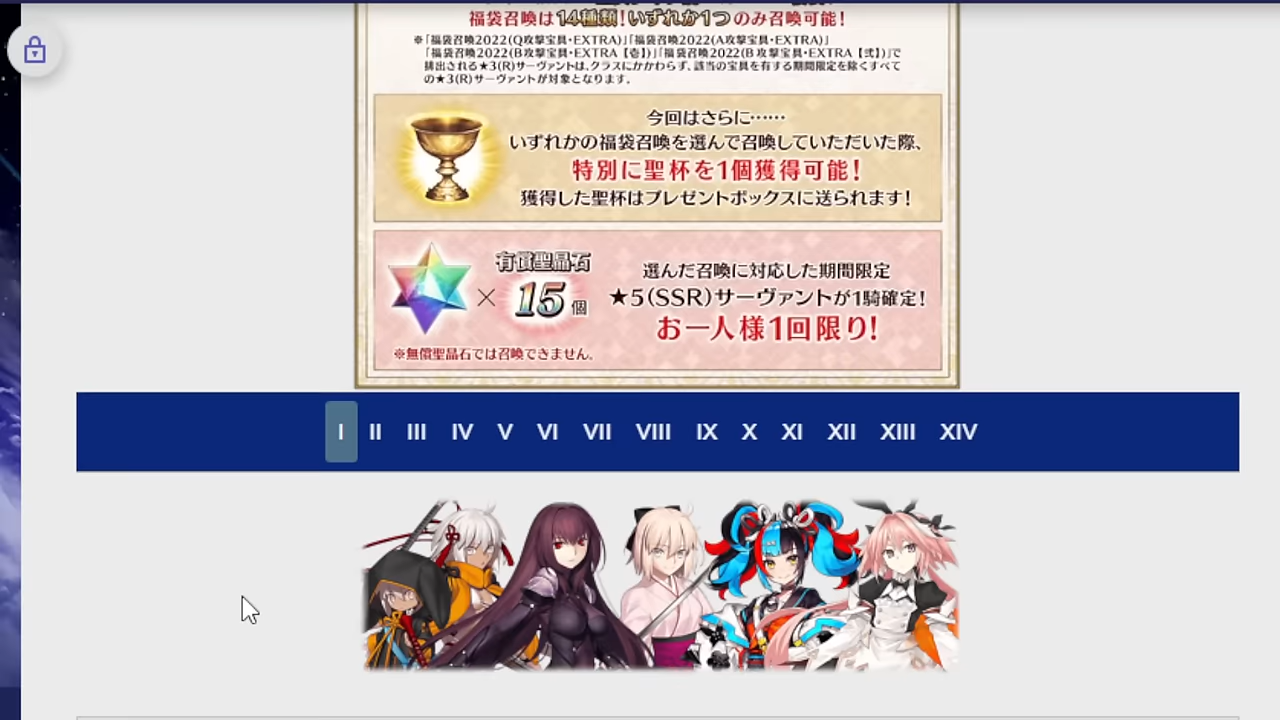 福袋召喚は14種類!いずれか1つのみ召喚可能!
※「福袋召喚2022(Q攻撃宝具・EXTRA)」「福袋召喚2022(A攻撃宝具・EXTRA)」
「福袋召喚2022(B攻撃宝具・EXTRA【壱】)」「福袋召喚2022(B攻撃宝具・EXTRA【弐】)」で
排出される★3(R)サーヴァントは、クラスにかかわらず、該当の宝具を有する期間限定を除くすべて
の★3(R)サーヴァントが対象となります。
今回はさらに……
いずれかの福袋召喚を選んで召喚していただいた際、
特別に聖杯を1個獲得可能!
獲得した聖杯はプレゼントボックスに送られます!
有償聖晶石
×15個
※無償聖晶石では召喚できません。
選んだ召喚に対応した期間限定
★5(SSR)サーヴァントが1騎確定!
お一人様1回限り!
I II III IV V VI VII VIII IX X XI XII XIII XIV